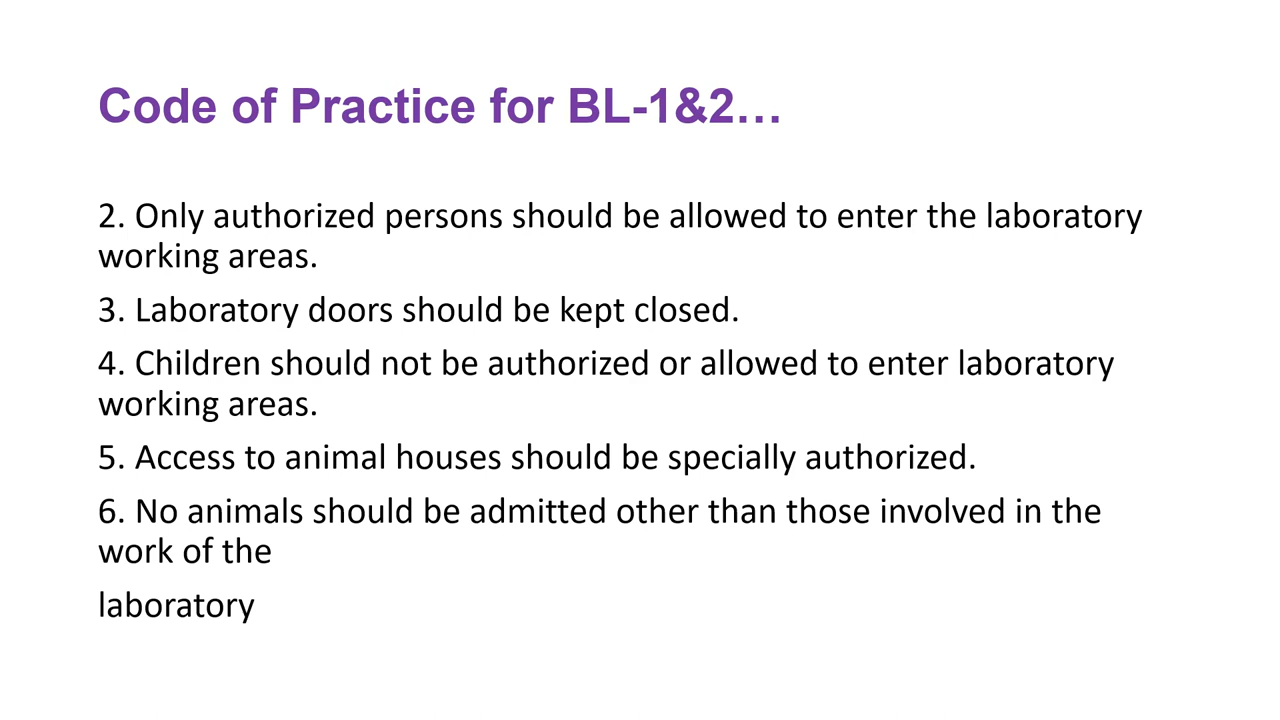 Code of Practice for BL-1&2…
2. Only authorized persons should be allowed to enter the laboratory
working areas.
3. Laboratory doors should be kept closed.
4. Children should not be authorized or allowed to enter laboratory
working areas.
5. Access to animal houses should be specially authorized.
6. No animals should be admitted other than those involved in the
work of the
laboratory